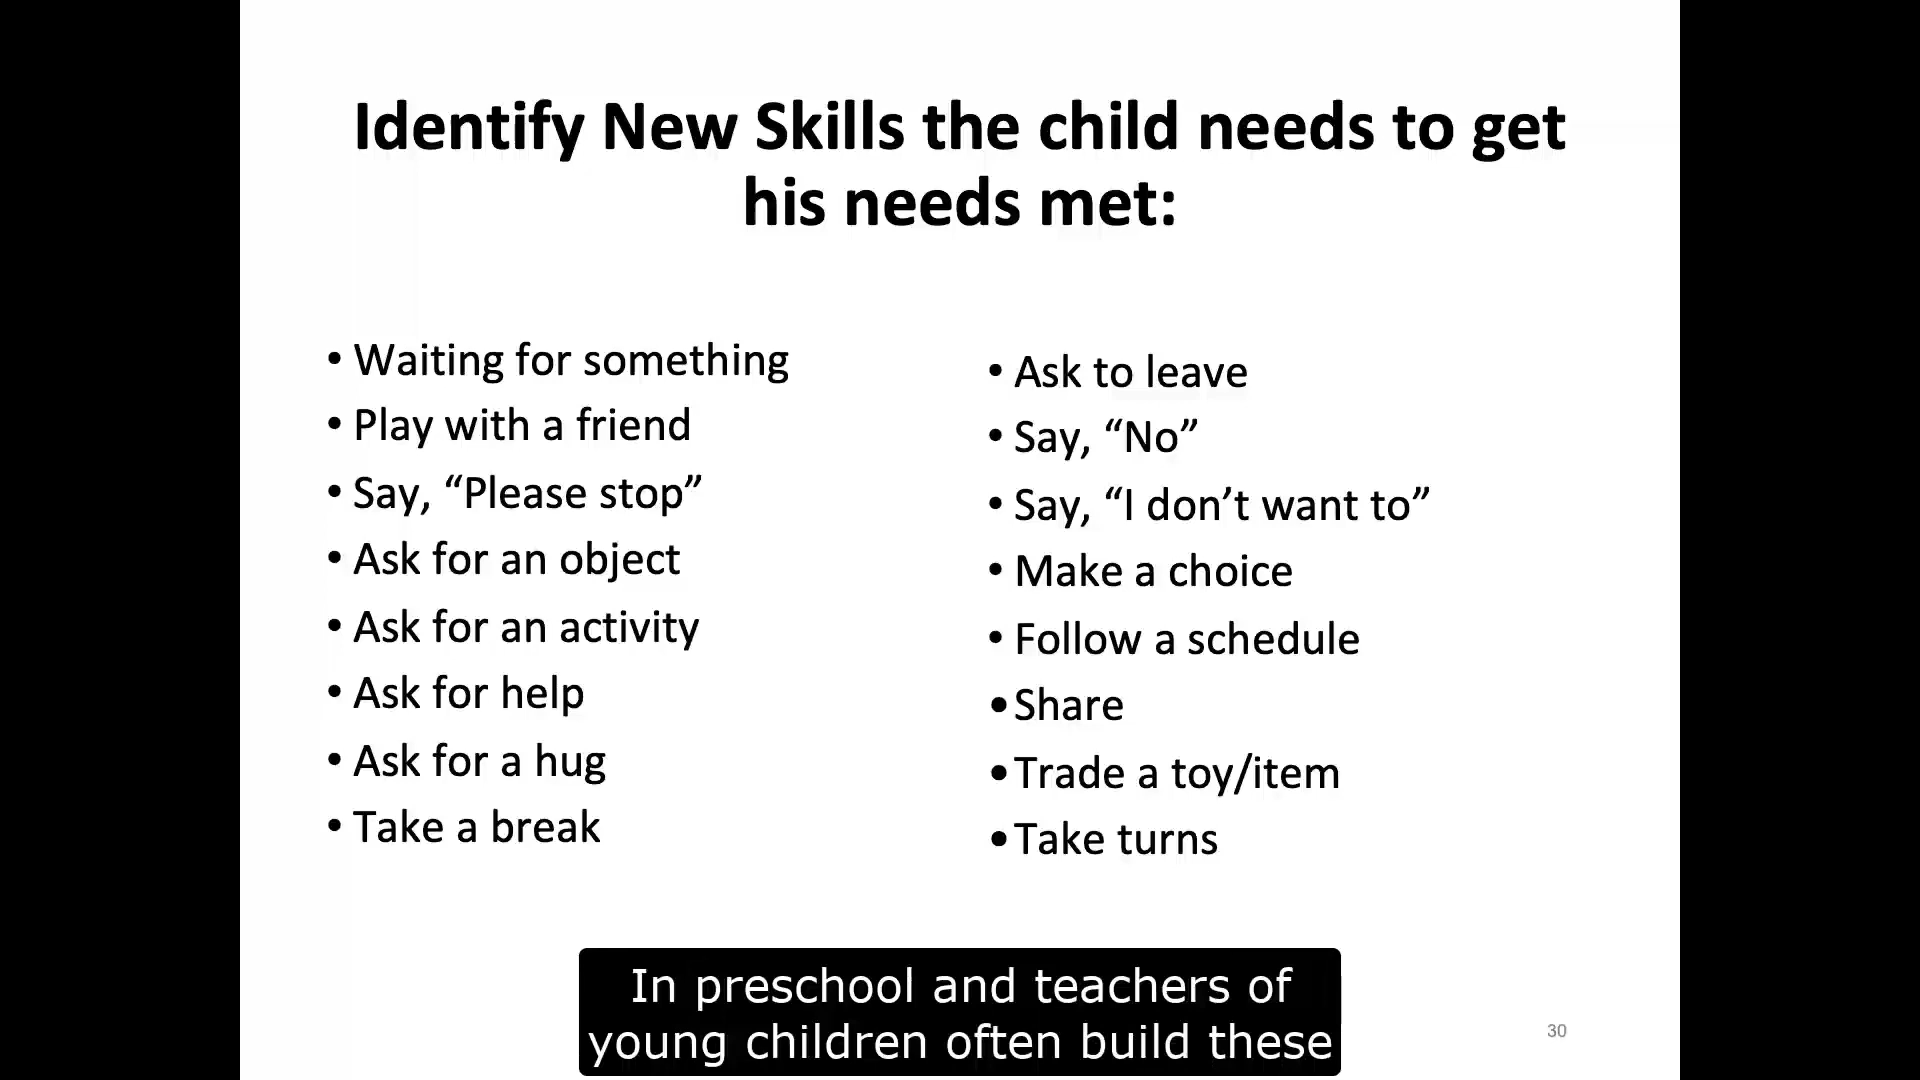 Identify New Skills the child needs to get
his needs met:
• Waiting for something
• Play with a friend
• Say, “Please stop”
• Ask for an object
• Ask for an activity
• Ask for help
• Ask for a hug
• Take a break
• Ask to leave
• Say, “No”
• Say, “I don’t want to”
• Make a choice
• Follow a schedule
• Share
• Trade a toy/item
• Take turns
In preschool and teachers of
young children often build these
30